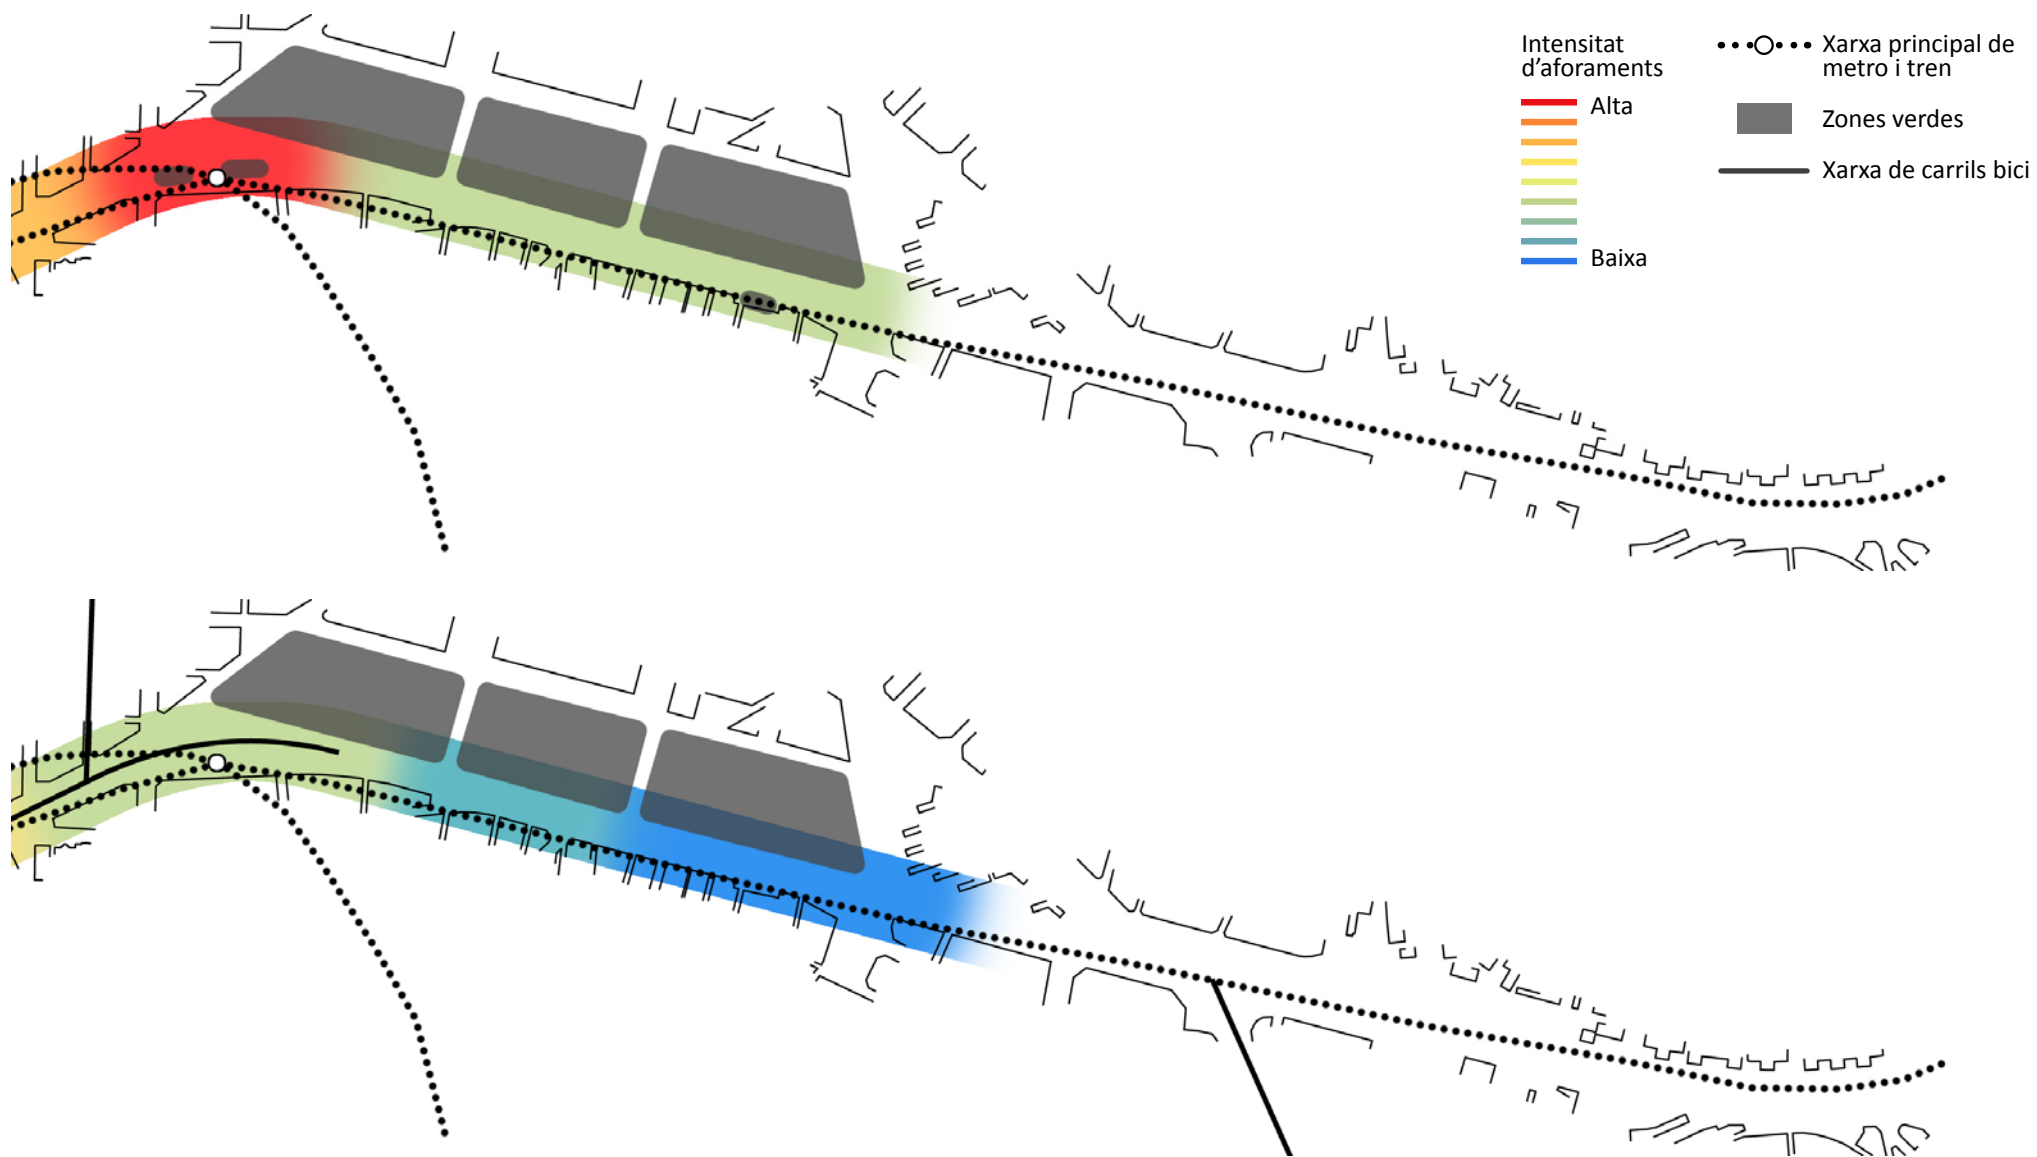 Intensitat
d’aforaments
Alta
Baixa
Xarxa principal de
metro i tren
Zones verdes
Xarxa de carrils bici